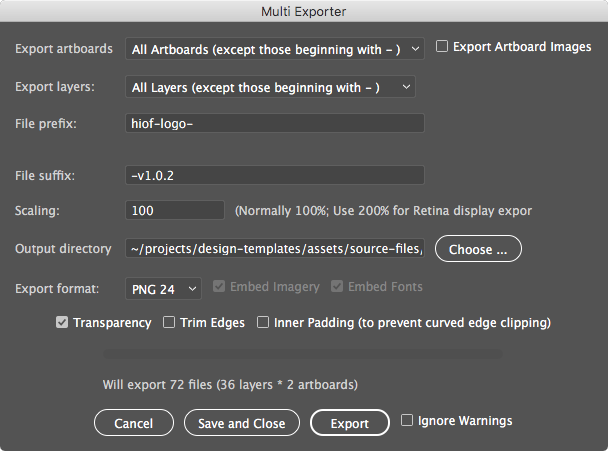 Multi Exporter
Export artboards All Artboards (except those beginning with - ) Export Artboard Images
Export layers: All Layers (except those beginning with - )
File prefix: hiof-logo-
File suffix: -v1.0.2
Scaling: 100 (Normally 100%; Use 200% for Retina display expor
Output directory ~/projects/design-templates/assets/source-files, Choose ...
Export format: PNG 24 Embed Imagery Embed Fonts
Transparency Trim Edges Inner Padding (to prevent curved edge clipping)
Will export 72 files (36 layers * 2 artboards)
Cancel Save and Close Export Ignore Warnings